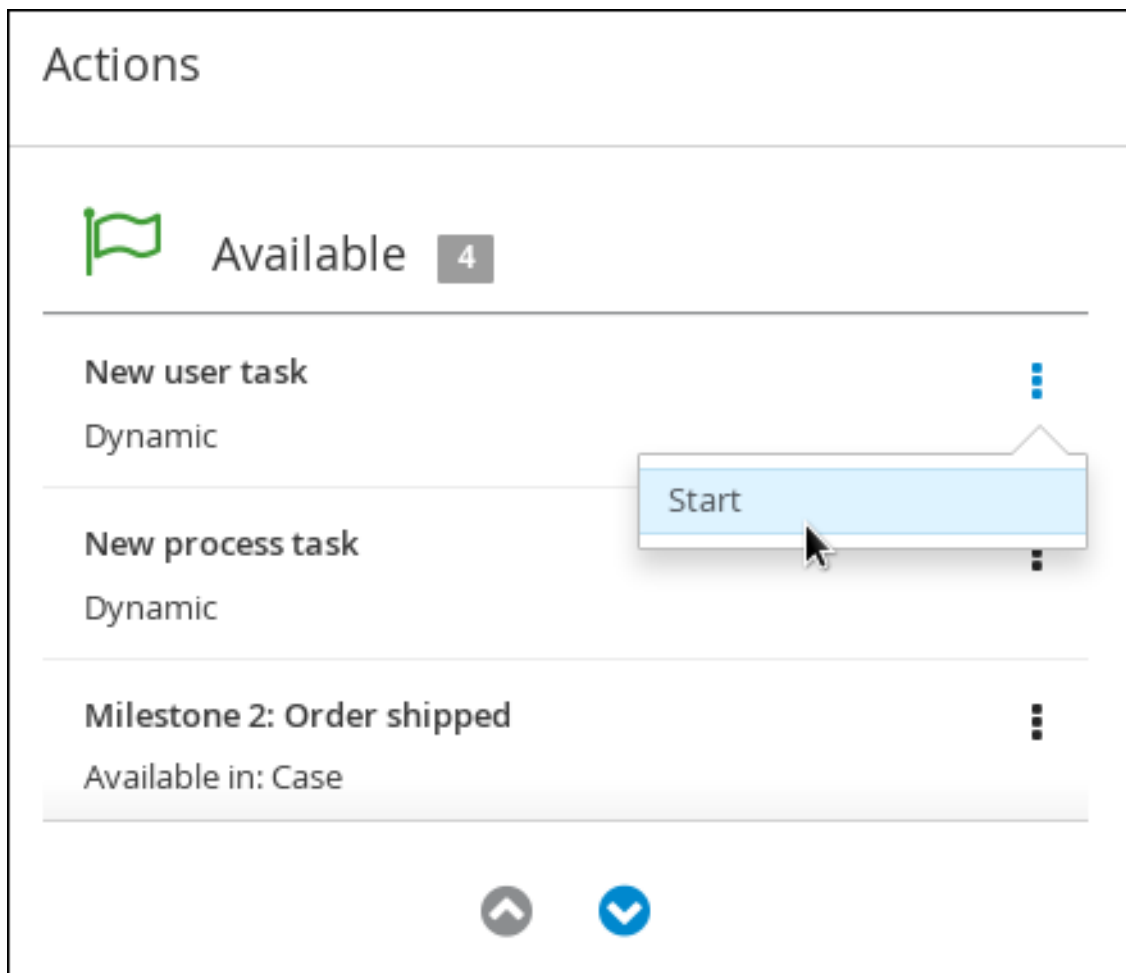 Actions
Available 4
New user task
Dynamic
Start
New process task
Dynamic
Milestone 2: Order shipped
Available in: Case